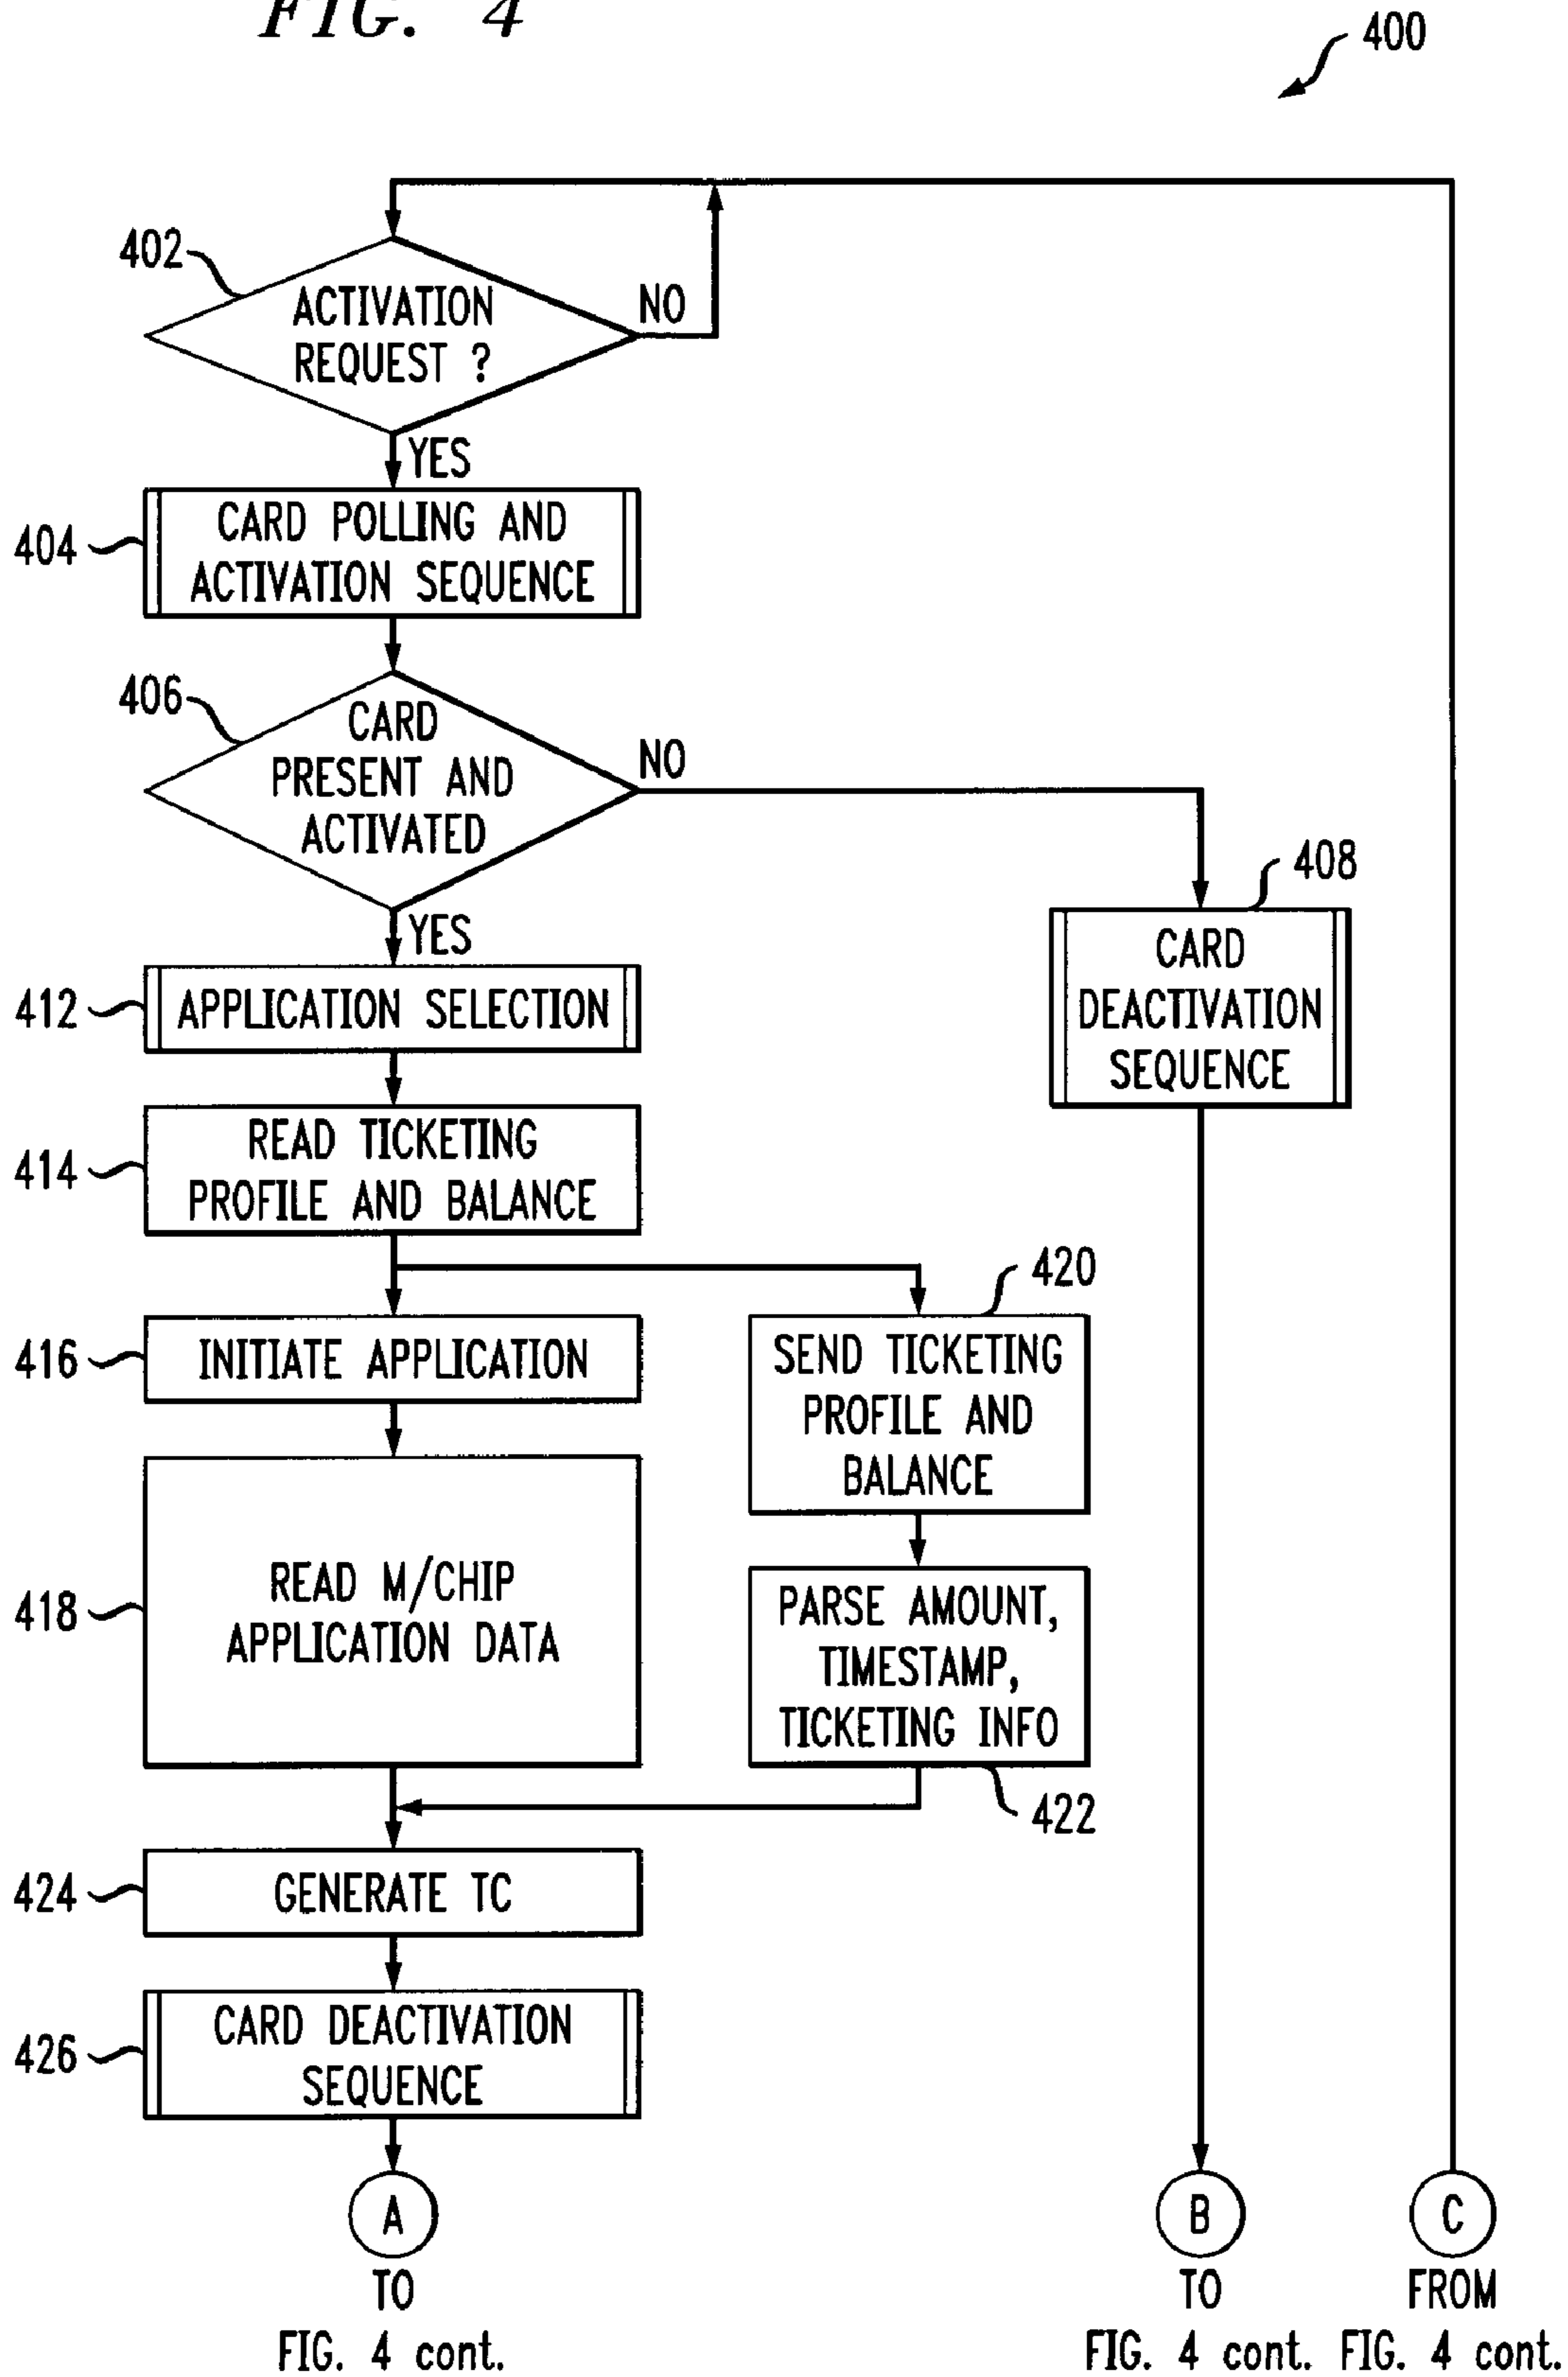 FIG. 4
400
402
ACTIVATION
REQUEST ?
NO
YES
404
CARD POLLING AND
ACTIVATION SEQUENCE
406
CARD
PRESENT AND
ACTIVATED
NO
YES
408
CARD
DEACTIVATION
SEQUENCE
412
APPLICATION SELECTION
414
READ TICKETING
PROFILE AND BALANCE
416
INITIATE APPLICATION
420
SEND TICKETING
PROFILE AND
BALANCE
418
READ M/CHIP
APPLICATION DATA
PARSE AMOUNT,
TIMESTAMP,
TICKETING INFO
422
424
GENERATE TC
426
CARD DEACTIVATION
SEQUENCE
A
TO
FIG. 4 cont.
B
TO
FIG. 4 cont.
C
FROM
FIG. 4 cont.